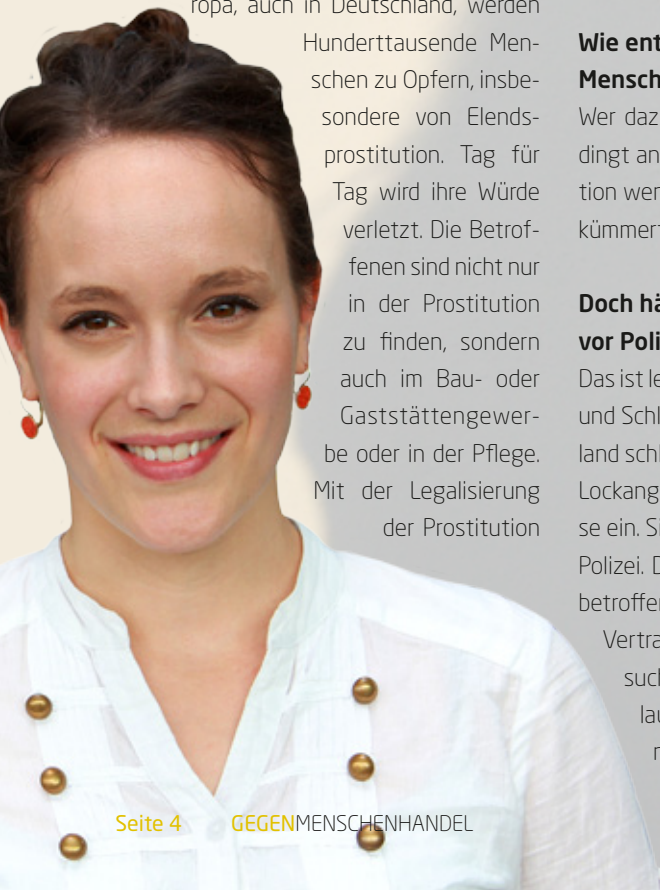 ropa, auch in Deutschland, werden
Hunderttausende Men-
schen zu Opfern, insbe-
sondere von Elends-
prostitution. Tag für
Tag wird ihre Würde
verletzt. Die Betrof-
fenen sind nicht nur
in der Prostitution
zu finden, sondern
auch im Bau- oder
Gaststättengewer-
be oder in der Pflege.
Mit der Legalisierung
der Prostitution
Wie ent
Mensch
Wer daz
dingt an
tion wer
kümmert
Doch hä
vor Poli
Das ist le
und Schl
land schl
Lockang
se ein. Si
Polizei. D
betroffer
Vertra
such
lau
Seite 4 GEGENMENSCHENHANDEL